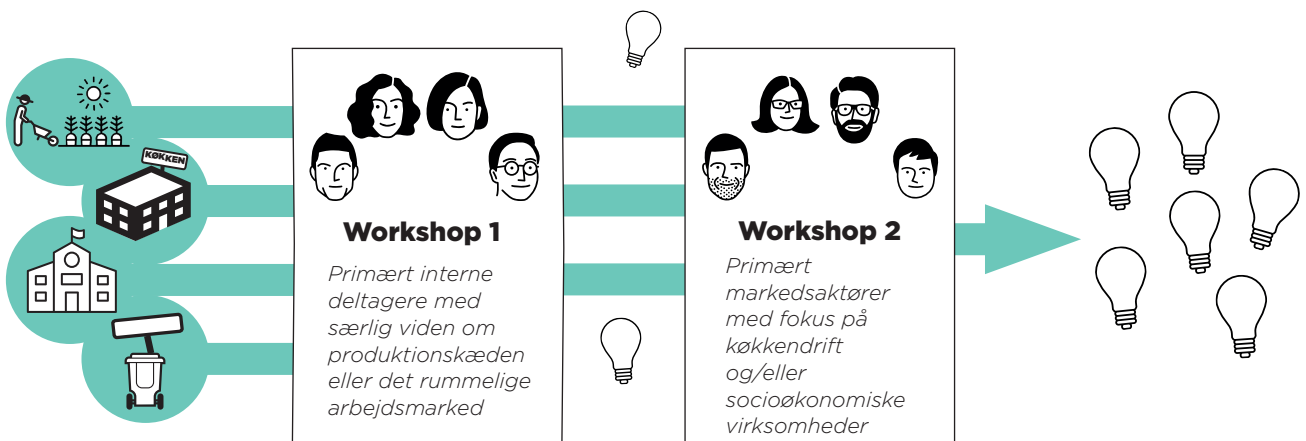 KØKKEN
Workshop 1
Primært interne
deltagere med
særlig viden om
produktionskæden
eller det rummelige
arbejdsmarked
Workshop 2
Primært
markedsaktører
med fokus på
køkkendrift
og/eller
socioøkonomiske
virksomheder